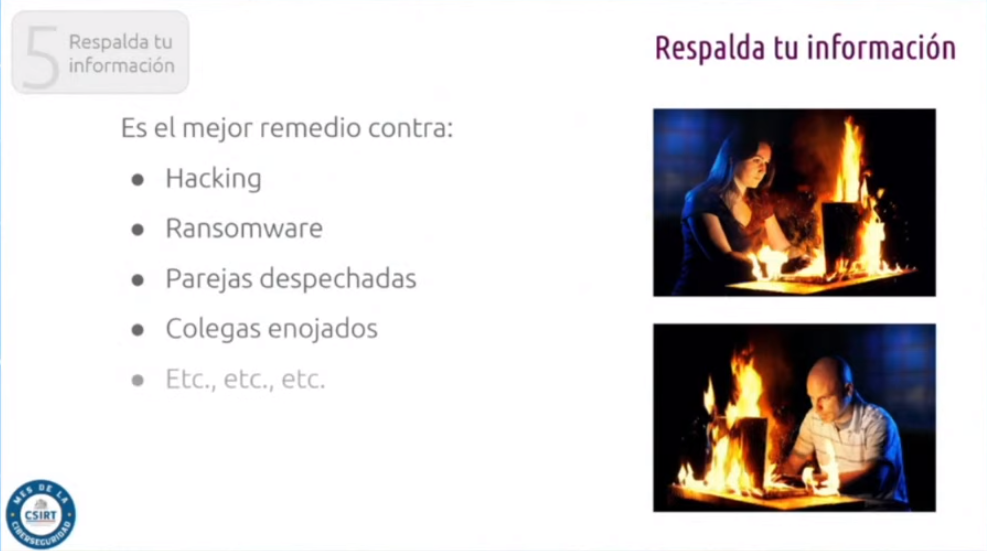 5
Respalda tu
información
Respalda tu información
Es el mejor remedio contra:
● Hacking
● Ransomware
● Parejas despechadas
● Colegas enojados
● Etc., etc., etc.
MES DE LA
CSIRT
CIBERSEGURIDAD